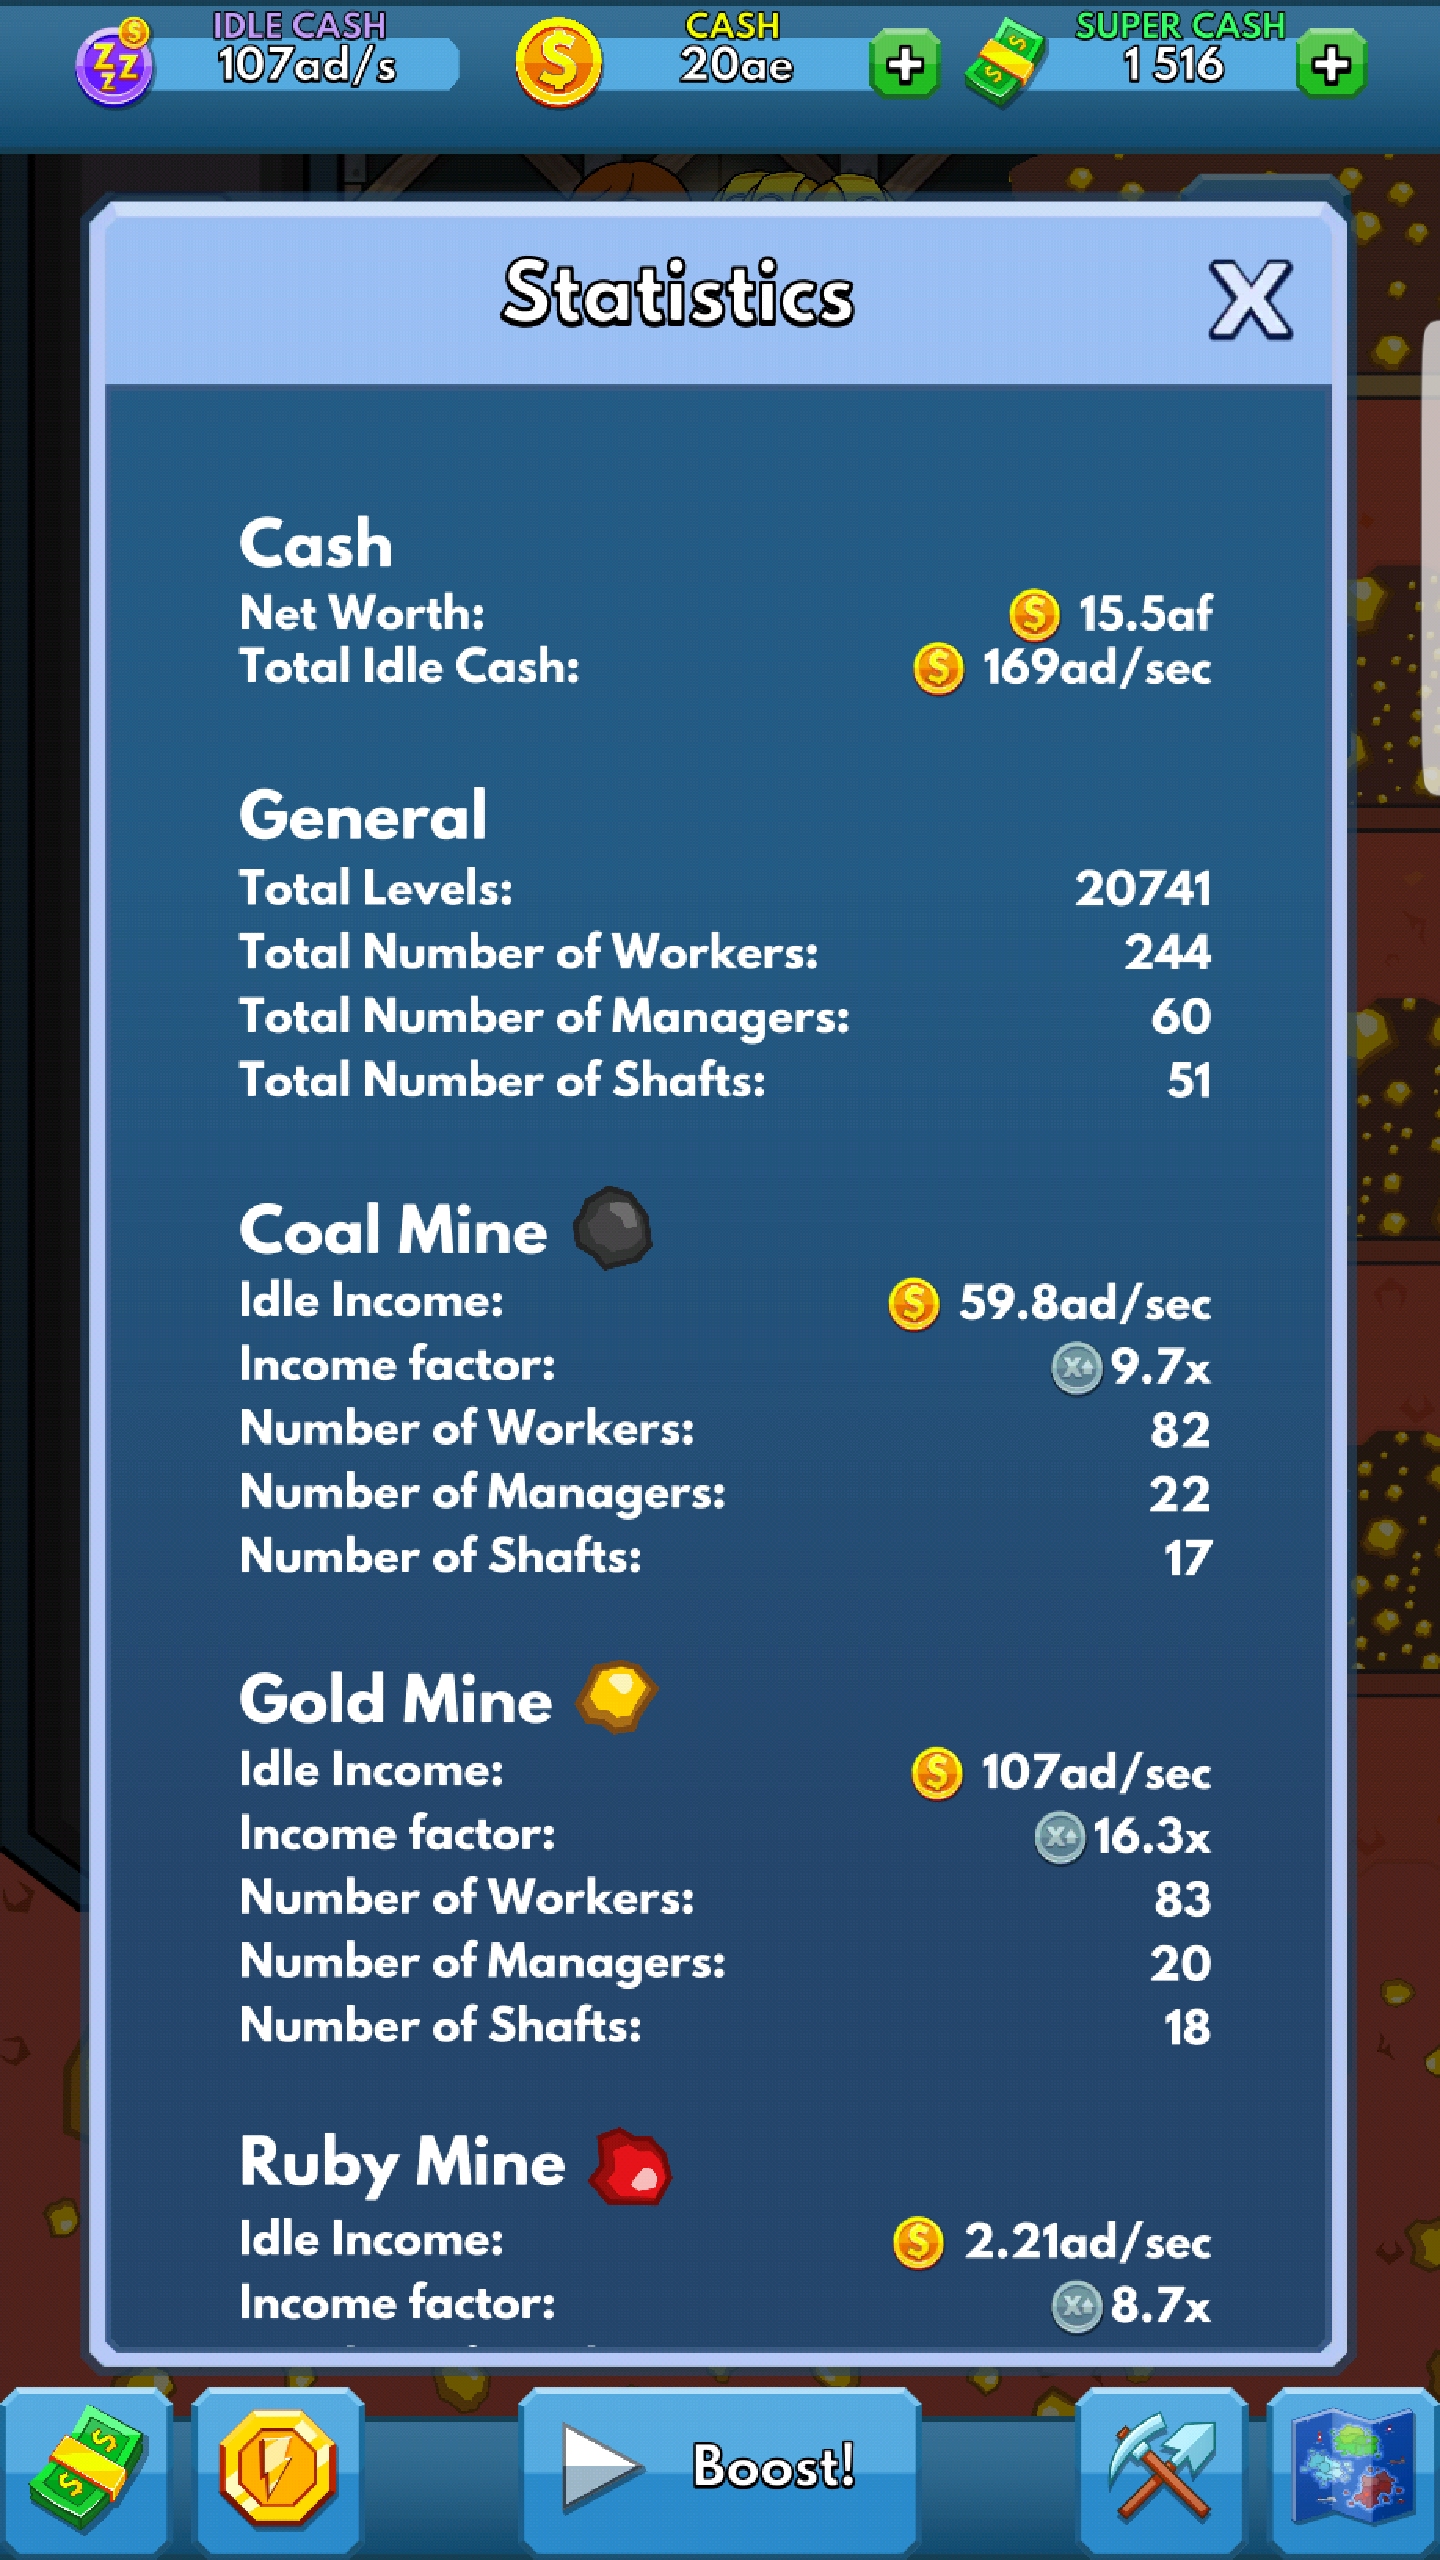 IDLE CASH
107ad/s
CASH
20ae
SUPER CASH
1 516
Statistics
X
Cash
Net Worth: 15.5af
Total Idle Cash: 169ad/sec
General
Total Levels: 20741
Total Number of Workers: 244
Total Number of Managers: 60
Total Number of Shafts: 51
Coal Mine
Idle Income: 59.8ad/sec
Income factor: 9.7x
Number of Workers: 82
Number of Managers: 22
Number of Shafts: 17
Gold Mine
Idle Income: 107ad/sec
Income factor: 16.3x
Number of Workers: 83
Number of Managers: 20
Number of Shafts: 18
Ruby Mine
Idle Income: 2.21ad/sec
Income factor: 8.7x
Boost!